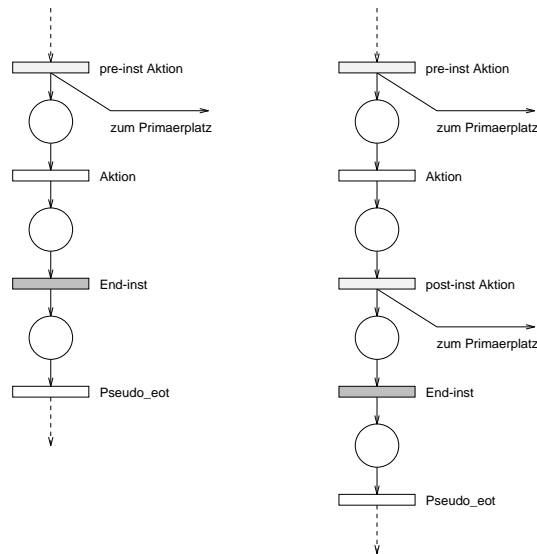 pre-inst Aktion
zum Primaerplatz
Aktion
End-inst
Pseudo_eot
pre-inst Aktion
zum Primaerplatz
Aktion
post-inst Aktion
zum Primaerplatz
End-inst
Pseudo_eot